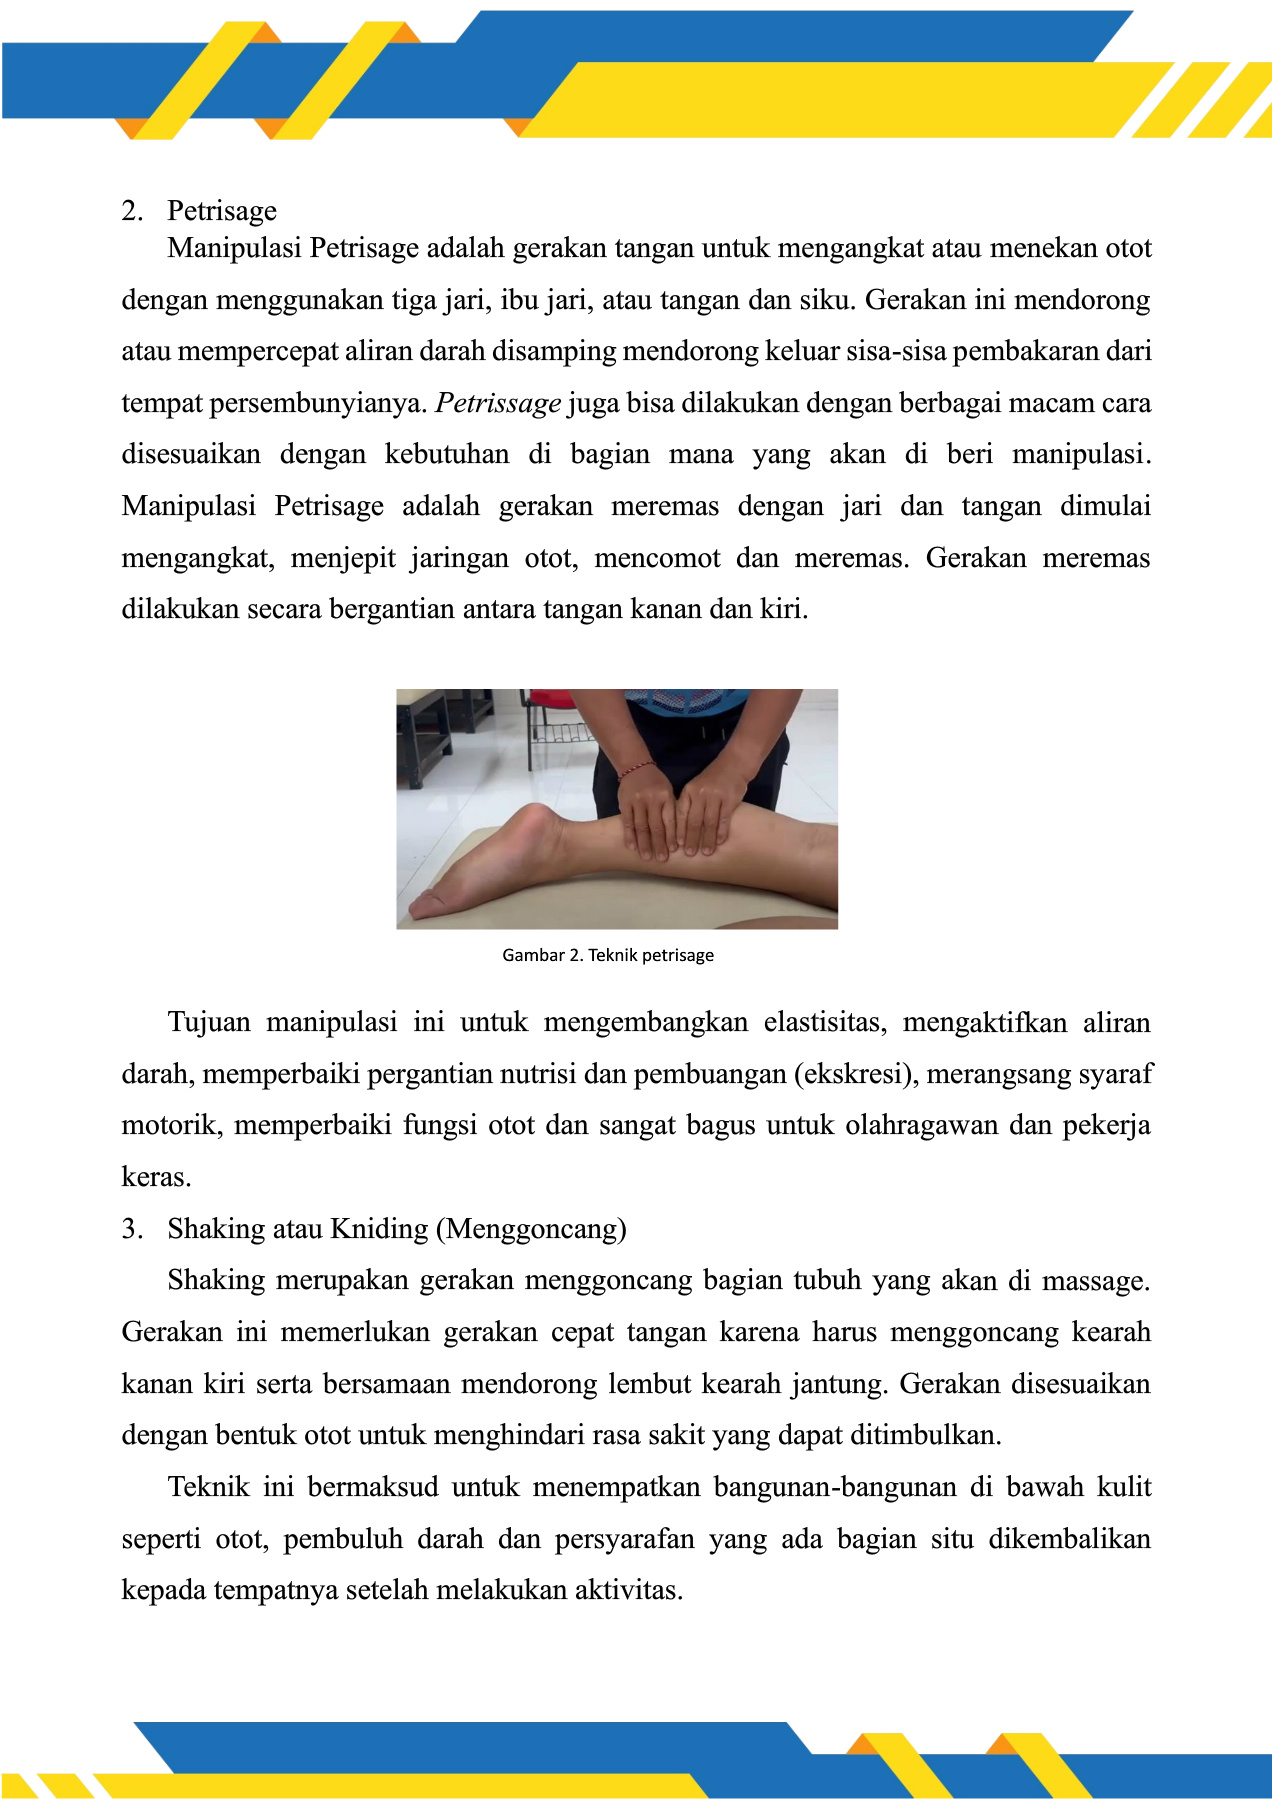 2. Petrisage
Manipulasi Petrisage adalah gerakan tangan untuk mengangkat atau menekan otot
dengan menggunakan tiga jari, ibu jari, atau tangan dan siku. Gerakan ini mendorong
atau mempercepat aliran darah disamping mendorong keluar sisa-sisa pembakaran dari
tempat persembunyianya. Petrissage juga bisa dilakukan dengan berbagai macam cara
disesuaikan dengan kebutuhan di bagian mana yang akan di beri manipulasi.
Manipulasi Petrisage adalah gerakan meremas dengan jari dan tangan dimulai
mengangkat, menjepit jaringan otot, mencomot dan meremas. Gerakan meremas
dilakukan secara bergantian antara tangan kanan dan kiri.
Gambar 2. Teknik petrisage
Tujuan manipulasi ini untuk mengembangkan elastisitas, mengaktifkan aliran
darah, memperbaiki pergantian nutrisi dan pembuangan (ekskresi), merangsang syaraf
motorik, memperbaiki fungsi otot dan sangat bagus untuk olahragawan dan pekerja
keras.
3. Shaking atau Kniding (Menggoncang)
Shaking merupakan gerakan menggoncang bagian tubuh yang akan di massage.
Gerakan ini memerlukan gerakan cepat tangan karena harus menggoncang kearah
kanan kiri serta bersamaan mendorong lembut kearah jantung. Gerakan disesuaikan
dengan bentuk otot untuk menghindari rasa sakit yang dapat ditimbulkan.
Teknik ini bermaksud untuk menempatkan bangunan-bangunan di bawah kulit
seperti otot, pembuluh darah dan persyarafan yang ada bagian situ dikembalikan
kepada tempatnya setelah melakukan aktivitas.